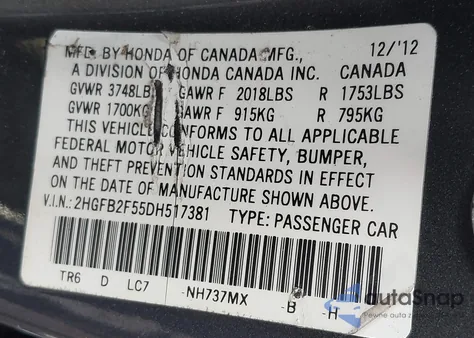 MFD. BY HONDA OF CANADA MFG., 12/'12
A DIVISION OF HONDA CANADA INC. CANADA
GVWR 3748LBS GAWR F 2018LBS R 1753LBS
GVWR 1700KG GAWR F 915KG R 795KG
THIS VEHICLE CONFORMS TO ALL APPLICABLE
FEDERAL MOTOR VEHICLE SAFETY, BUMPER,
AND THEFT PREVENTION STANDARDS IN EFFECT
ON THE DATE OF MANUFACTURE SHOWN ABOVE.
V.I.N.: 2HGFB2F55DH517381 TYPE: PASSENGER CAR
TR6 D LC7 -NH737MX -B -H
autoSnap
Pewne auto z